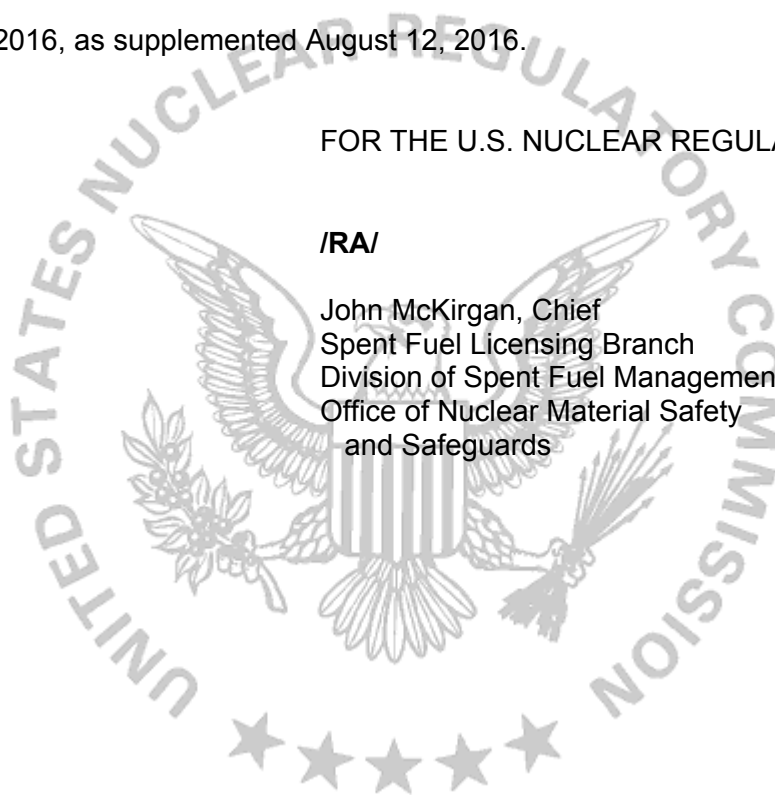 2016, as supplemented August 12, 2016.
FOR THE U.S. NUCLEAR REGULA
/RA/
John McKirgan, Chief
Spent Fuel Licensing Branch
Division of Spent Fuel Managemen
Office of Nuclear Material Safety
and Safeguards
UNITED STATES NUCLEAR REGULATORY COMMISSION